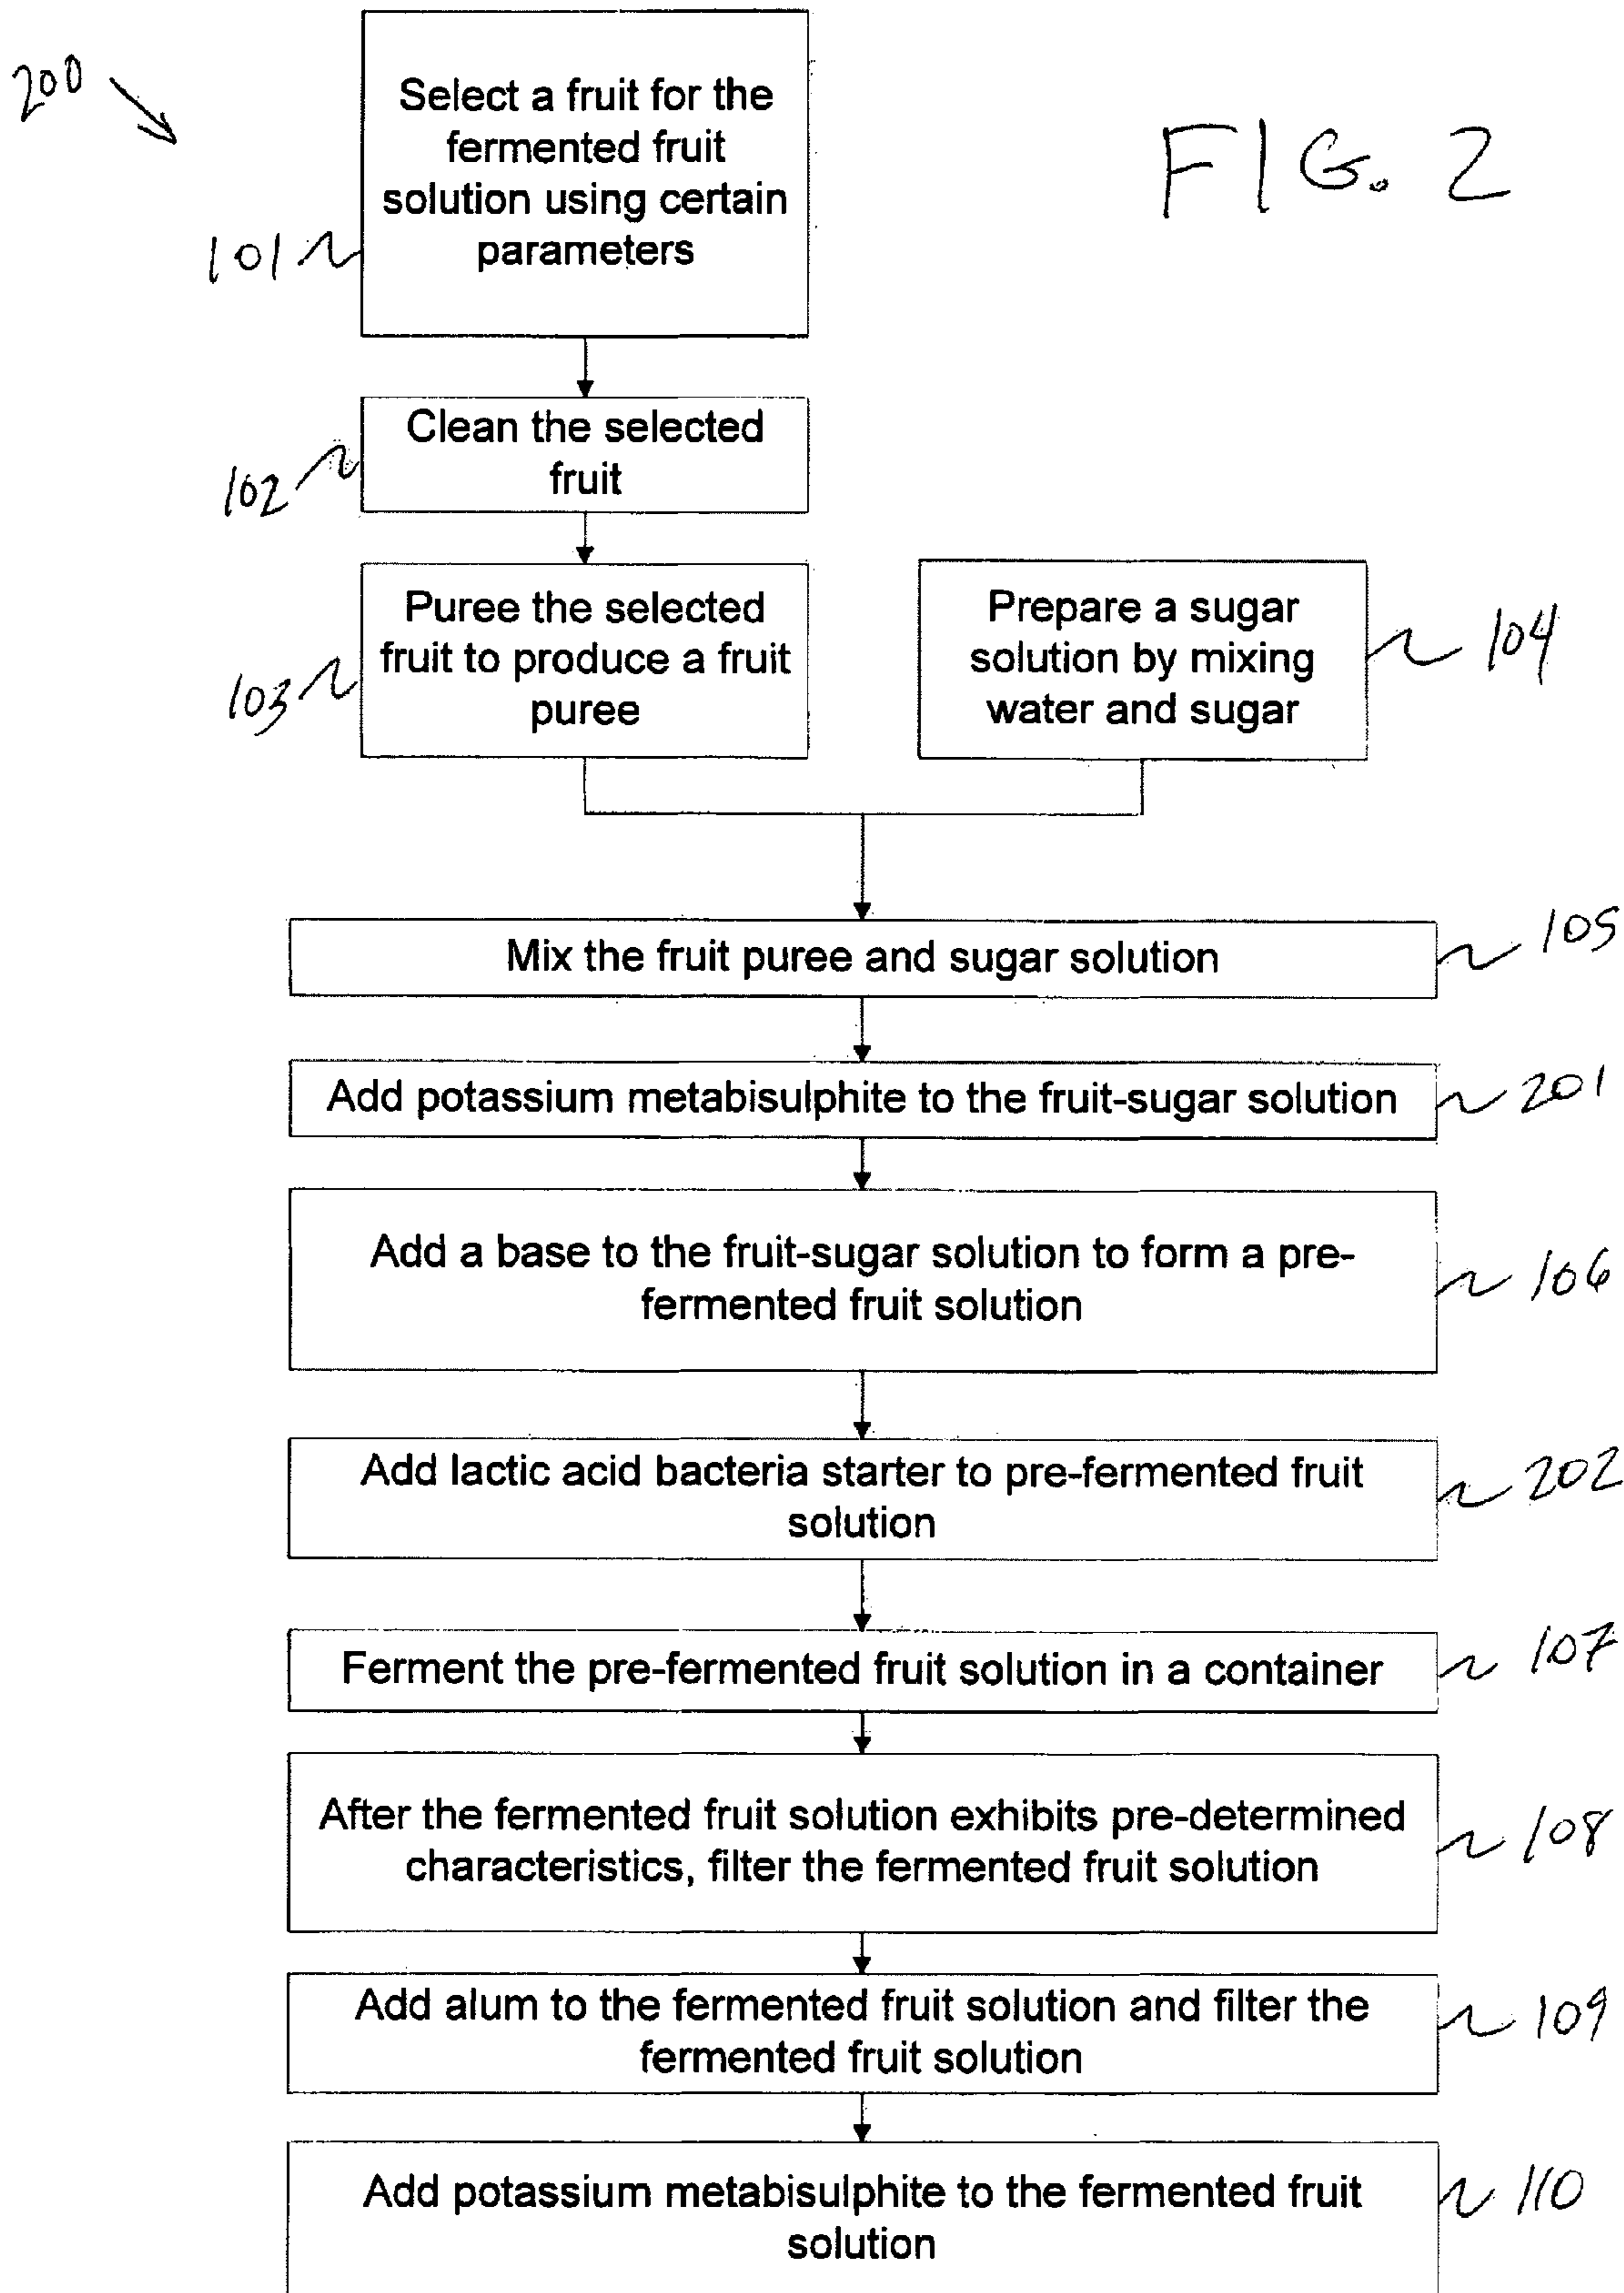 200
FIG. 2
Select a fruit for the
fermented fruit
solution using certain
parameters
101
Clean the selected
fruit
102
Puree the selected
fruit to produce a fruit
puree
103
Prepare a sugar
solution by mixing
water and sugar
104
Mix the fruit puree and sugar solution
105
Add potassium metabisulphite to the fruit-sugar solution
201
Add a base to the fruit-sugar solution to form a pre-
fermented fruit solution
106
Add lactic acid bacteria starter to pre-fermented fruit
solution
202
Ferment the pre-fermented fruit solution in a container
107
After the fermented fruit solution exhibits pre-determined
characteristics, filter the fermented fruit solution
108
Add alum to the fermented fruit solution and filter the
fermented fruit solution
109
Add potassium metabisulphite to the fermented fruit
solution
110